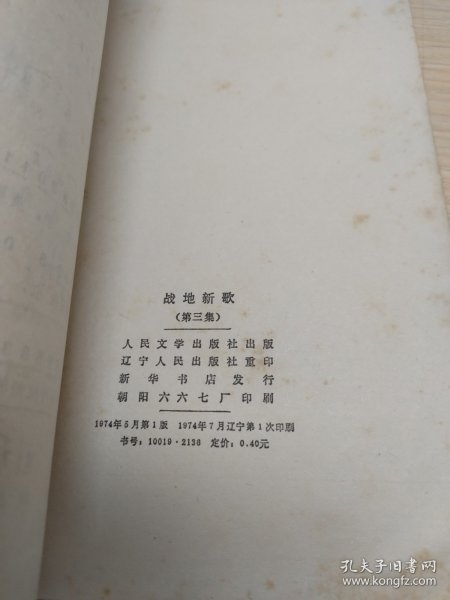 战地新歌
(第三集)
人民文学出版社出版
辽宁人民出版社重印
新华书店发行
朝阳六六七厂印刷
1974年5月第1版 1974年7月辽宁第1次印刷
书号：10019·2136 定价：0.40元
孔夫子旧书网
www.kongfz.com